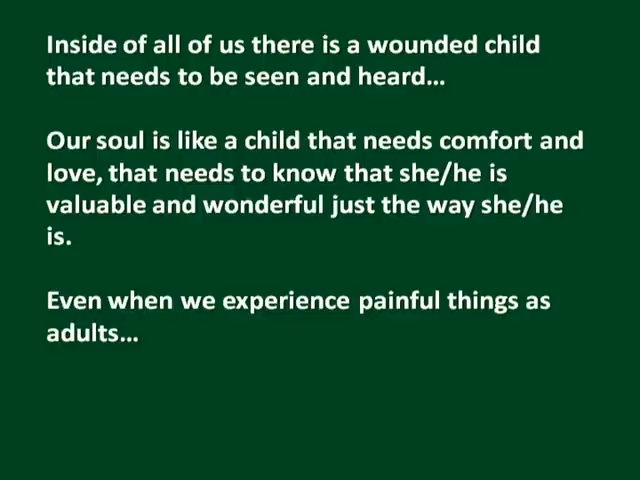 Inside of all of us there is a wounded child
that needs to be seen and heard…
Our soul is like a child that needs comfort and
love, that needs to know that she/he is
valuable and wonderful just the way she/he
is.
Even when we experience painful things as
adults…